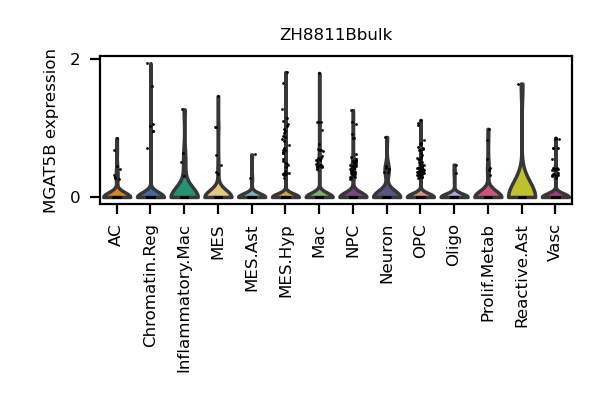 ZH8811Bbulk
MGAT5B expression
2
0
AC
Chromatin.Reg
Inflammatory.Mac
MES
MES.Ast
MES.Hyp
Mac
NPC
Neuron
OPC
Oligo
Prolif.Metab
Reactive.Ast
Vasc